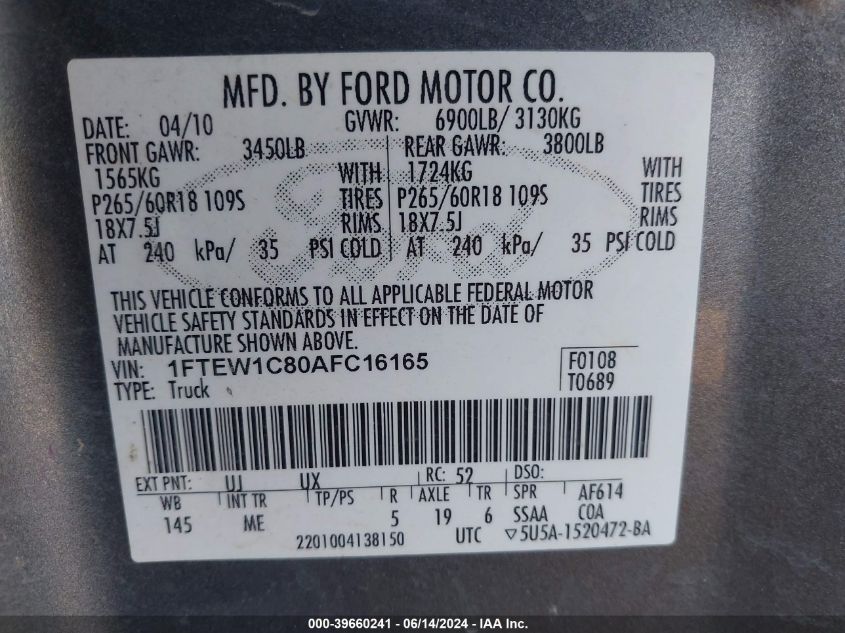 MFD. BY FORD MOTOR CO.
DATE: 04/10 GVWR: 6900LB/ 3130KG
FRONT GAWR: 3450LB REAR GAWR: 3800LB
1565KG WITH 1724KG WITH
P265/60R18 109S TIRES P265/60R18 109S TIRES
18X7.5J RIMS 18X7.5J RIMS
AT 240 kPa/ 35 PSI COLD AT 240 kPa/ 35 PSI COLD
Ford
THIS VEHICLE CONFORMS TO ALL APPLICABLE FEDERAL MOTOR
VEHICLE SAFETY STANDARDS IN EFFECT ON THE DATE OF
MANUFACTURE SHOWN ABOVE.
VIN: 1FTEW1C80AFC16165 F0108
TYPE: Truck T0689
EXT PNT: UJ UX RC: 52 DSO:
WB INT TR TP/PS R AXLE TR SPR AF614
145 ME 5 19 6 SSAA COA
2201004138150 UTC ▽5U5A-1520472-BA
000-39660241 - 06/14/2024 - IAA Inc.